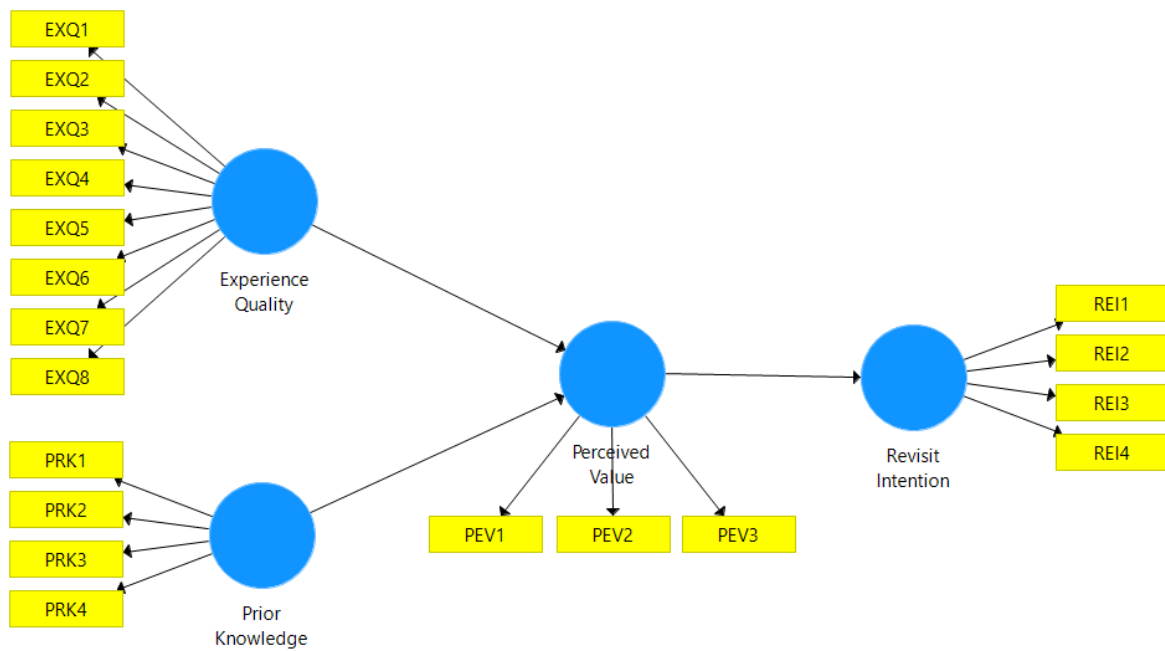 EXQ1
EXQ2
EXQ3
EXQ4
EXQ5
EXQ6
EXQ7
EXQ8
Experience
Quality
PRK1
PRK2
PRK3
PRK4
Prior
Knowledge
Perceived
Value
PEV1
PEV2
PEV3
Revisit
Intention
REI1
REI2
REI3
REI4